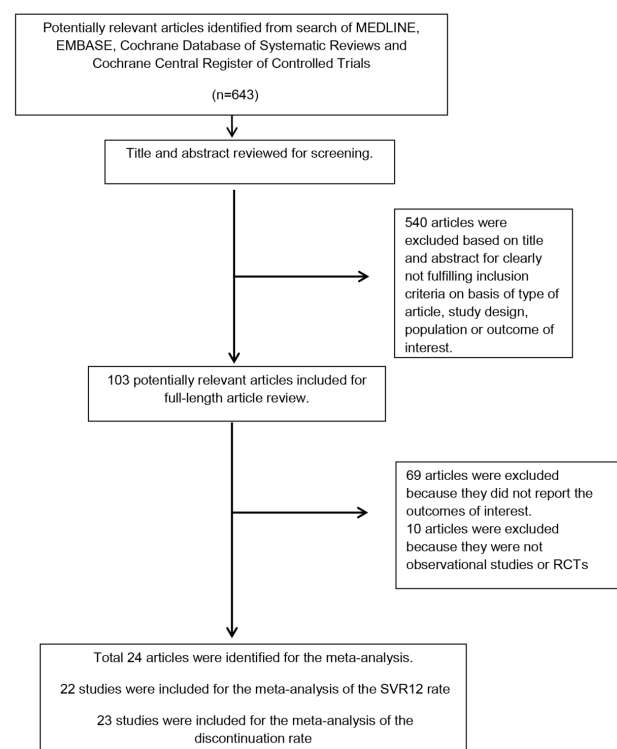 Potentially relevant articles identified from search of MEDLINE,
EMBASE, Cochrane Database of Systematic Reviews and
Cochrane Central Register of Controlled Trials
(n=643)
Title and abstract reviewed for screening.
540 articles were
excluded based on title
and abstract for clearly
not fulfilling inclusion
criteria on basis of type of
article, study design,
population or outcome of
interest.
103 potentially relevant articles included for
full-length article review.
69 articles were excluded
because they did not report the
outcomes of interest.
10 articles were excluded
because they were not
observational studies or RCTs
Total 24 articles were identified for the meta-analysis.
22 studies were included for the meta-analysis of the SVR12 rate
23 studies were included for the meta-analysis of the
discontinuation rate